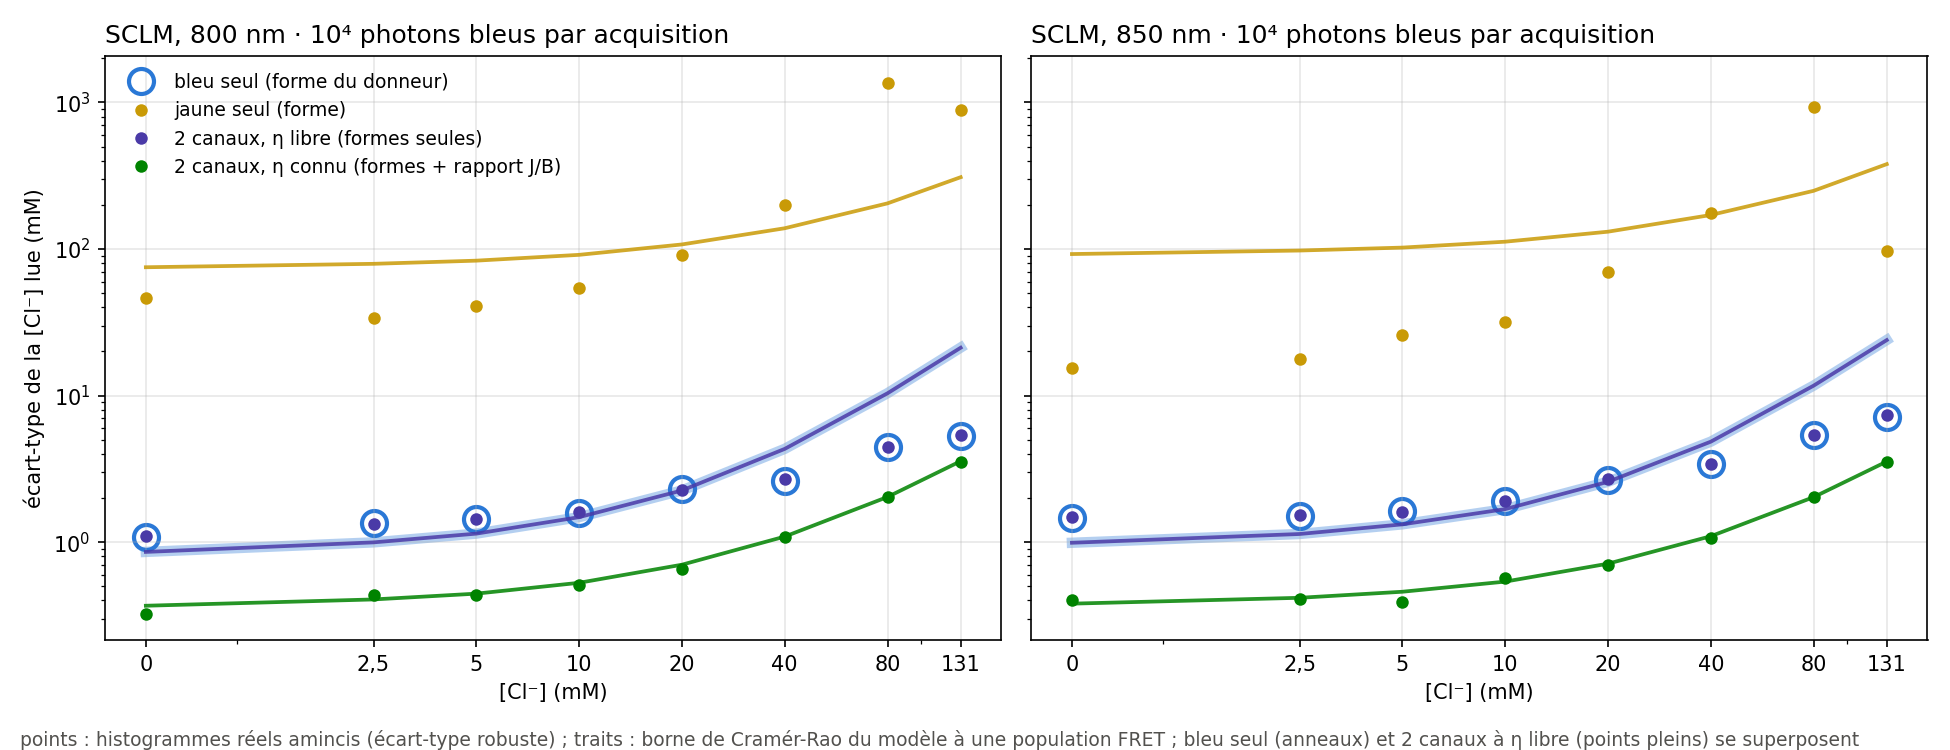 SCLM, 800 nm · 10⁴ photons bleus par acquisition
bleu seul (forme du donneur)
jaune seul (forme)
2 canaux, η libre (formes seules)
2 canaux, η connu (formes + rapport J/B)
écart-type de la [Cl⁻] lue (mM)
10³
10²
10¹
10⁰
0 2,5 5 10 20 40 80 131
[Cl⁻] (mM)
SCLM, 850 nm · 10⁴ photons bleus par acquisition
0 2,5 5 10 20 40 80 131
[Cl⁻] (mM)
points : histogrammes réels amincis (écart-type robuste) ; traits : borne de Cramér-Rao du modèle à une population FRET ; bleu seul (anneaux) et 2 canaux à η libre (points pleins) se superposent